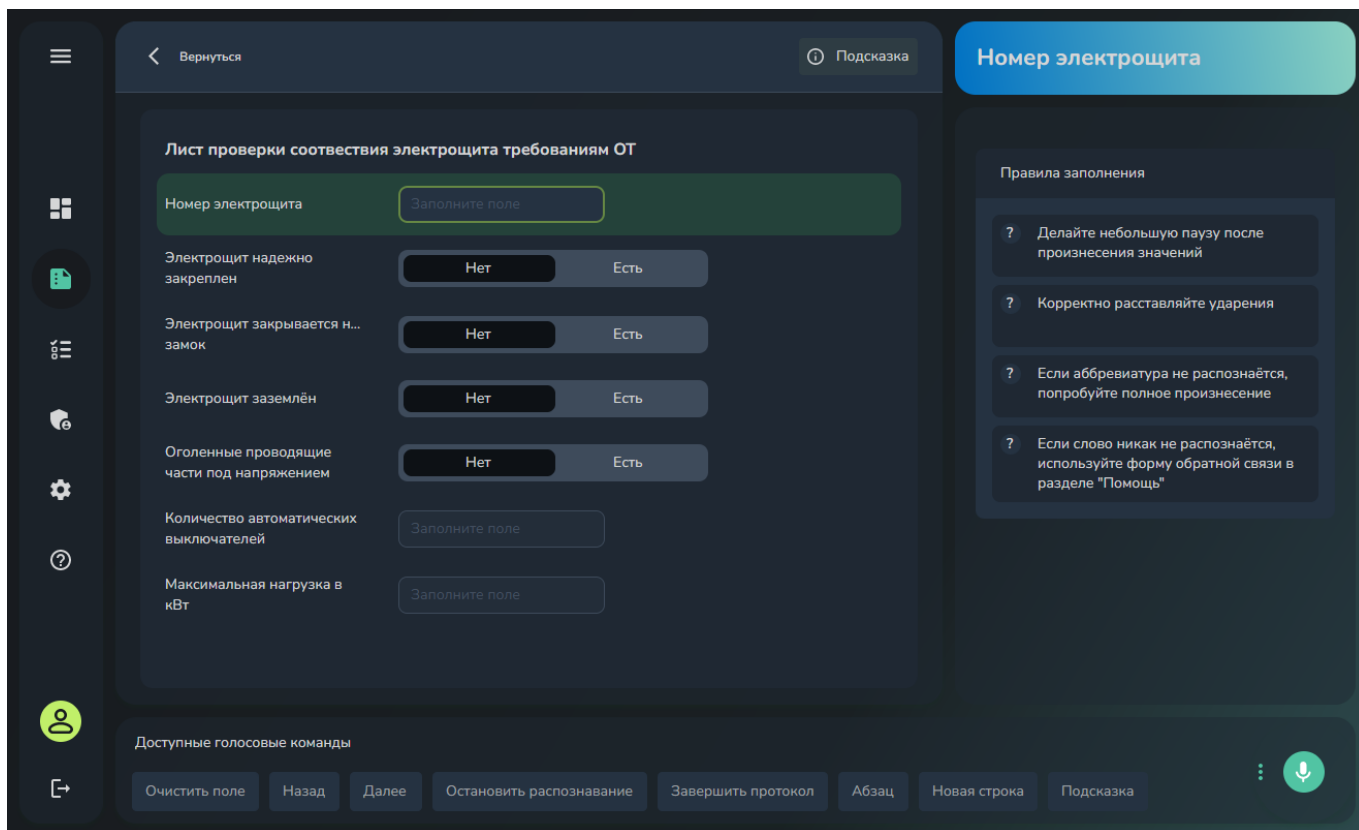 Вернуться
Подсказка
Номер электрощита
Лист проверки соотвествия электрощита требованиям ОТ
Номер электрощита
Заполните поле
Электрощит надежно
закреплен
Нет
Есть
Электрощит закрывается н...
замок
Нет
Есть
Электрощит заземлён
Нет
Есть
Оголенные проводящие
части под напряжением
Нет
Есть
Количество автоматических
выключателей
Заполните поле
Максимальная нагрузка в
кВт
Заполните поле
Правила заполнения
? Делайте небольшую паузу после
произнесения значений
? Корректно расставляйте ударения
? Если аббревиатура не распознаётся,
попробуйте полное произнесение
? Если слово никак не распознаётся,
используйте форму обратной связи в
разделе "Помощь"
Доступные голосовые команды
Очистить поле
Назад
Далее
Остановить распознавание
Завершить протокол
Абзац
Новая строка
Подсказка